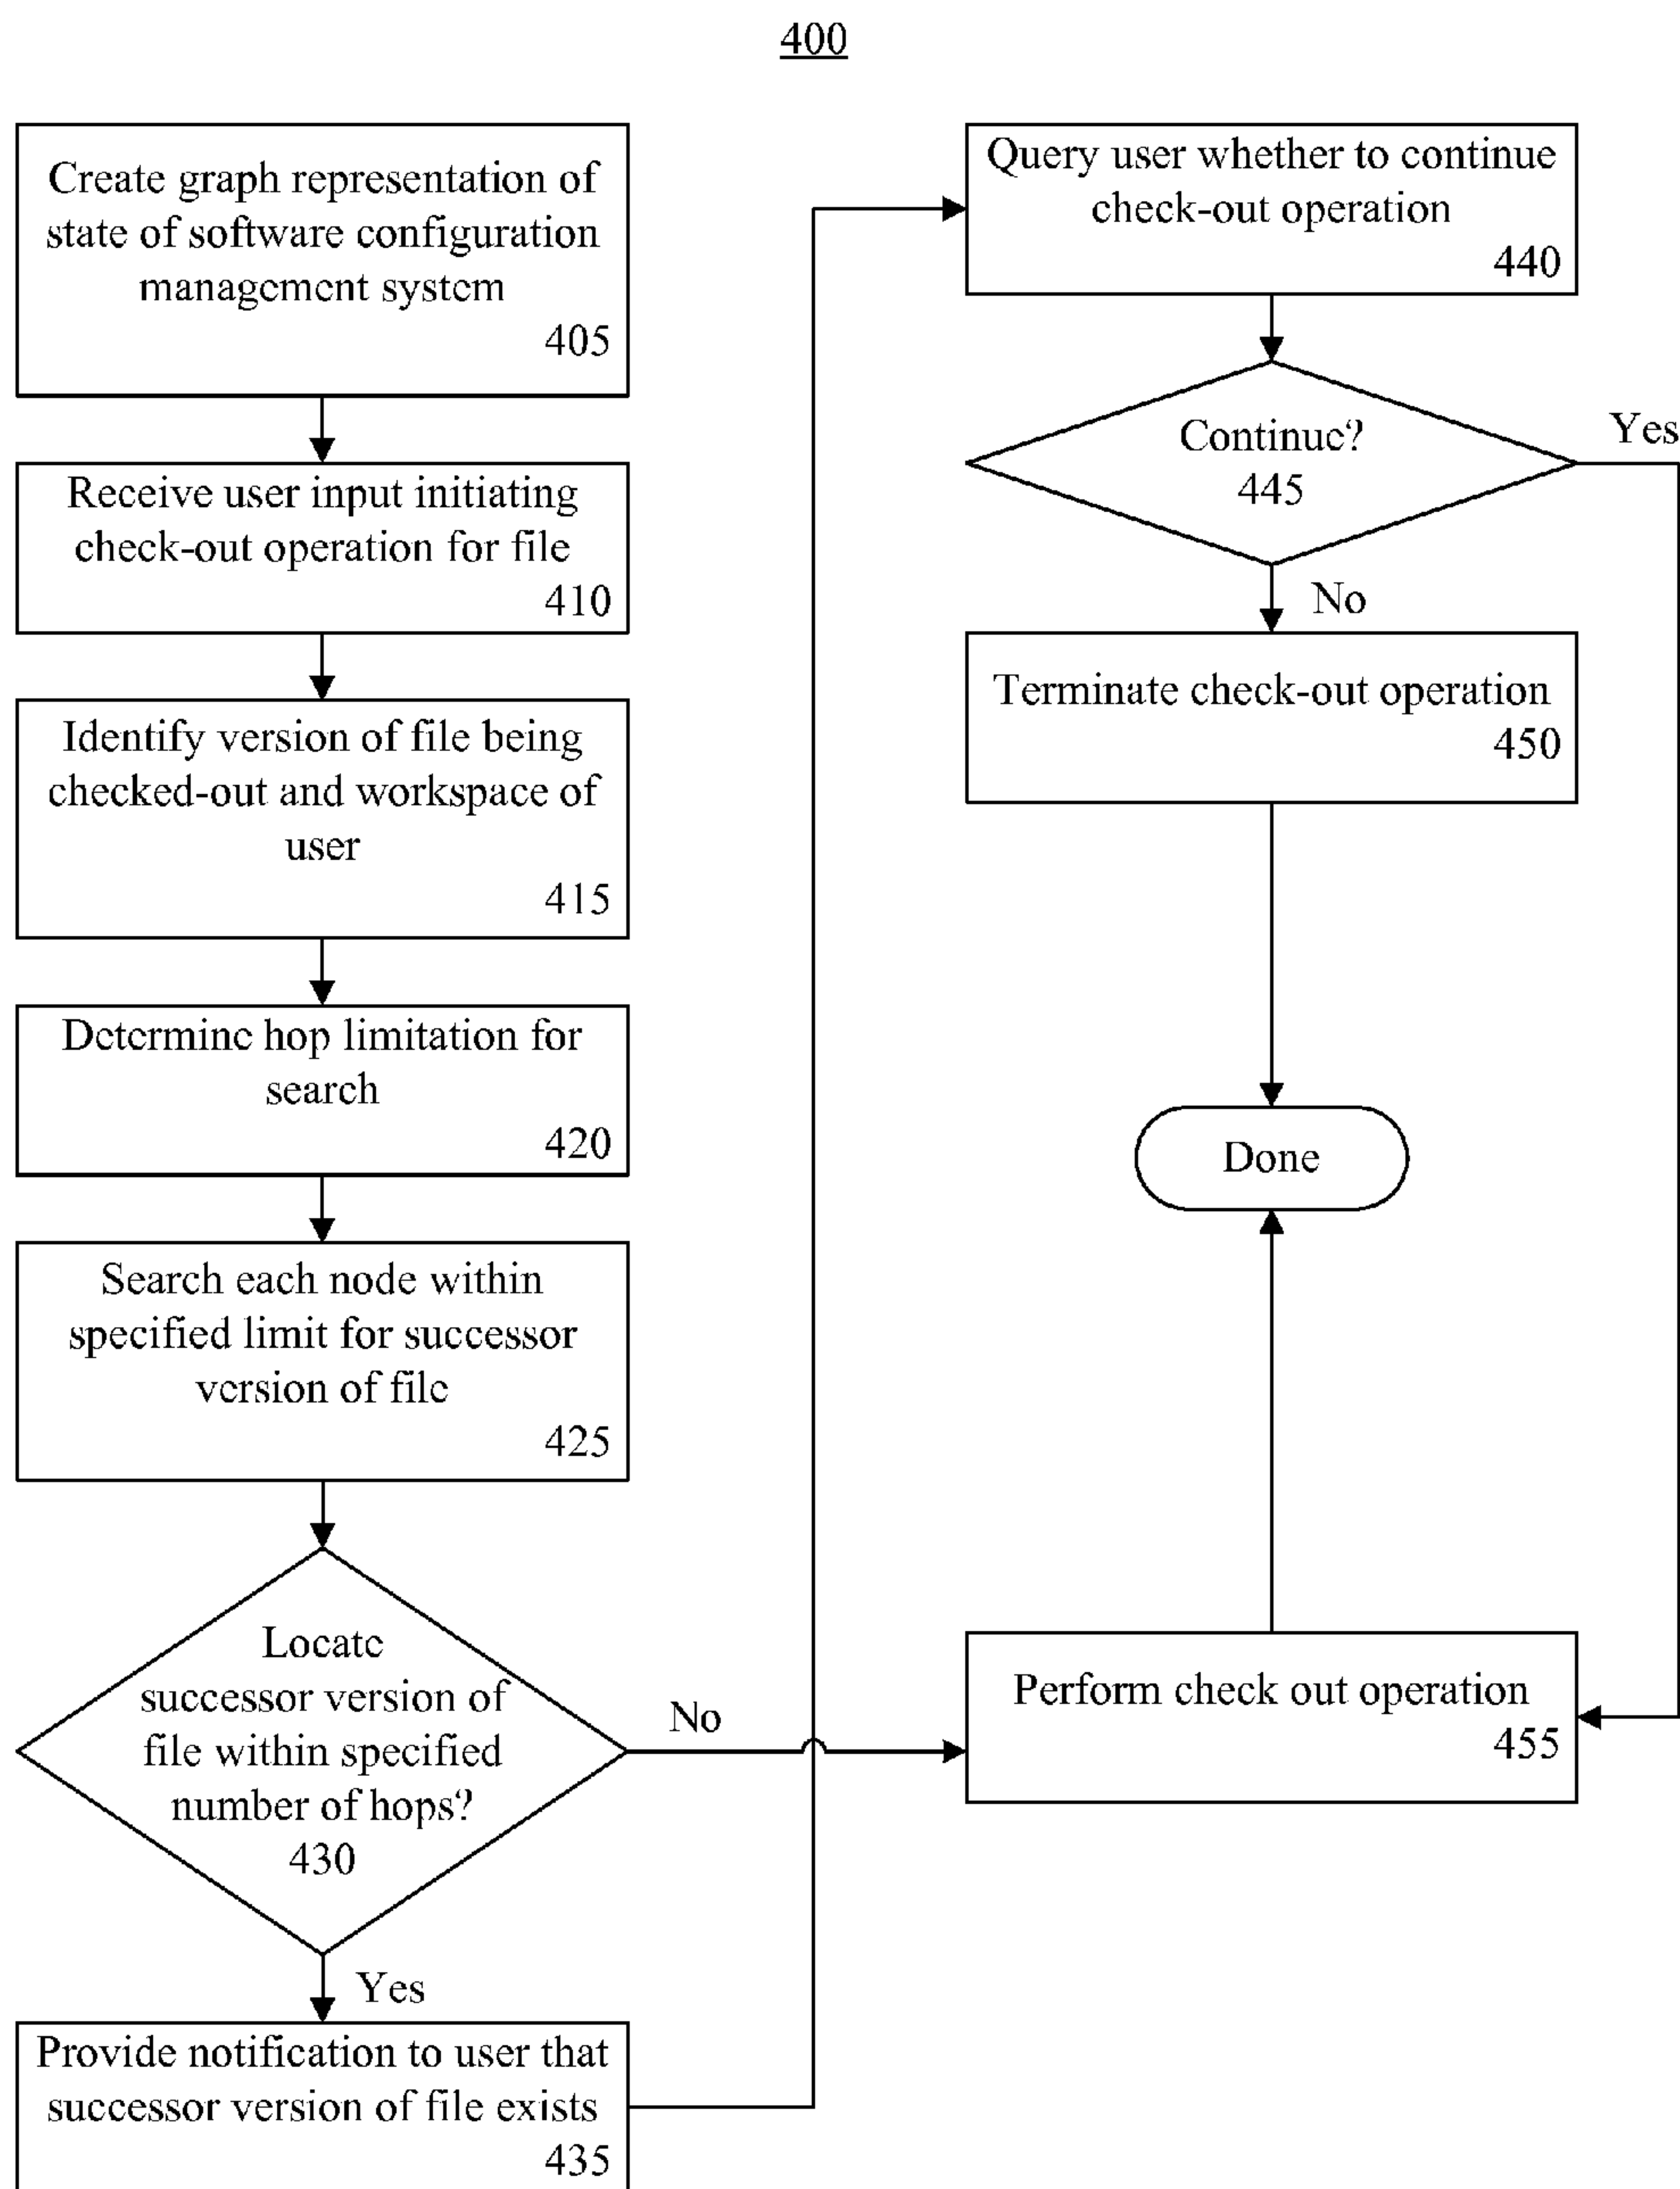 400
Create graph representation of
state of software configuration
management system
405
Receive user input initiating
check-out operation for file
410
Identify version of file being
checked-out and workspace of
user
415
Determine hop limitation for
search
420
Search each node within
specified limit for successor
version of file
425
Locate
successor version of
file within specified
number of hops?
430
No
Yes
Provide notification to user that
successor version of file exists
435
Query user whether to continue
check-out operation
440
Continue?
445
Yes
No
Terminate check-out operation
450
Done
Perform check out operation
455